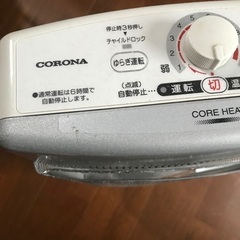 停止時3秒押し
チャイルドロック
CORONA
ゆらぎ運転
●通常運転は6時間で
自動停止します。
(点滅)
自動停止
弱
1
2
3
4
5
運転
切
温
CORE HEA